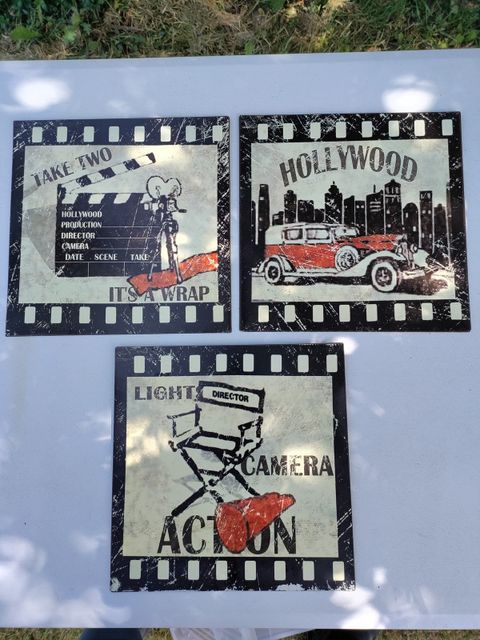 TAKE TWO
HOLLYWOOD
PRODUCTION
DIRECTOR
CAMERA
DATE SCENE TAKE
IT'S A WRAP
HOLLYWOOD
LIGHT
DIRECTOR
CAMERA
ACTION